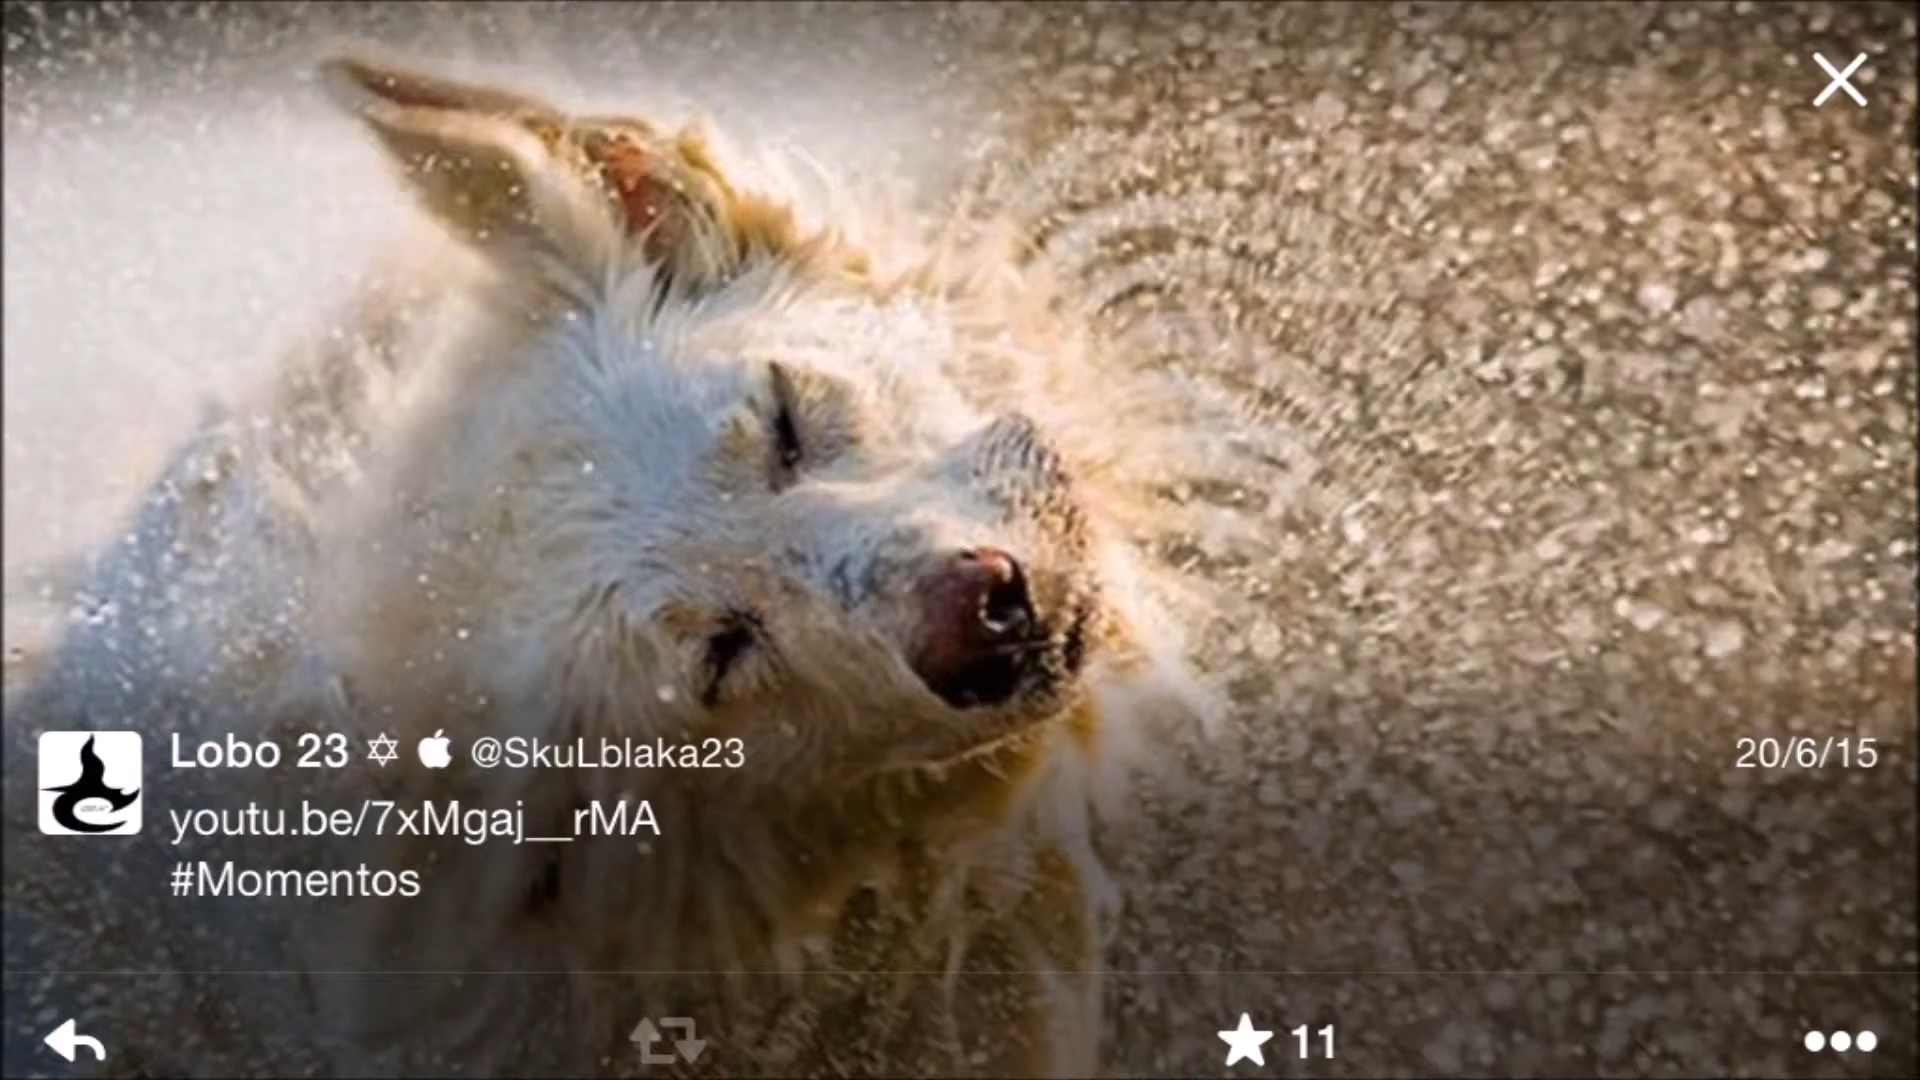 Lobo 23 ✡ @SkuLblaka23
20/6/15
youtu.be/7xMgaj__rMA
#Momentos
11